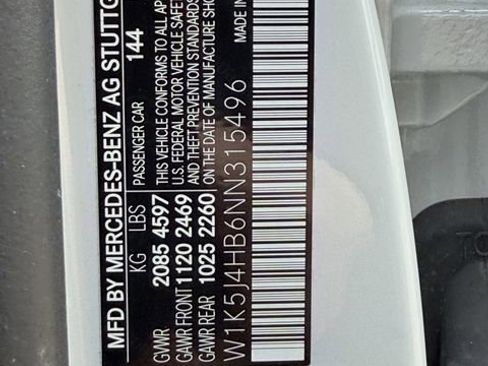 MFD BY MERCEDES-BENZ AG STUTTG
KG LBS PASSENGER CAR 144
GVWR 2085 4597 THIS VEHICLE CONFORMS TO ALL AP
GAWR FRONT 1120 2469 U.S. FEDERAL MOTOR VEHICLE SAFET
GAWR REAR 1025 2260 AND THEFT PREVENTION STANDARDS
ON THE DATE OF MANUFACTURE SHOWN
W1K5J4HB6NN315496 MADE IN